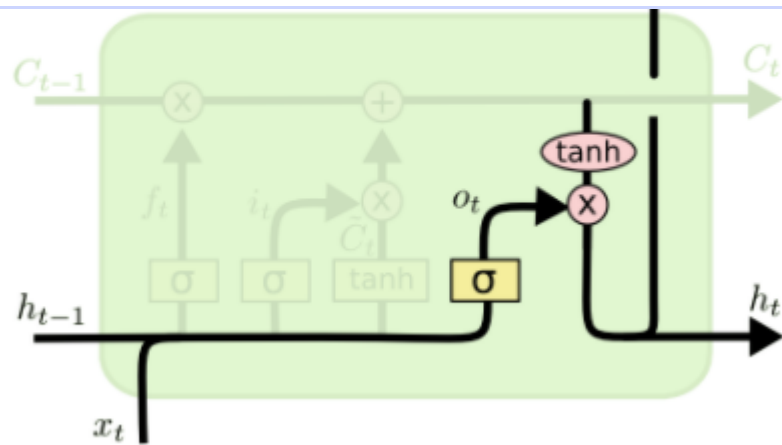 C_{t-1} × + C_t
tanh
f_t i_t × o_t ×
C̃_t
σ σ tanh σ
h_{t-1} h_t
x_t